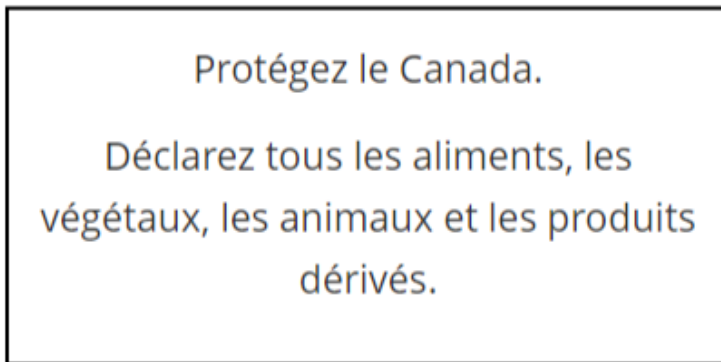 Protégez le Canada.
Déclarez tous les aliments, les
végétaux, les animaux et les produits
dérivés.